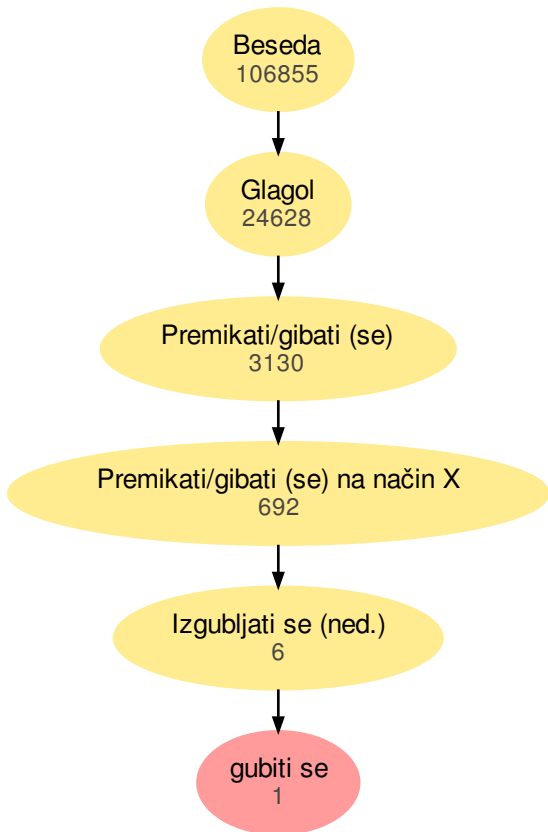 Beseda
106855
Glagol
24628
Premikati/gibati (se)
3130
Premikati/gibati (se) na način X
692
Izgubljati se (ned.)
6
gubiti se
1